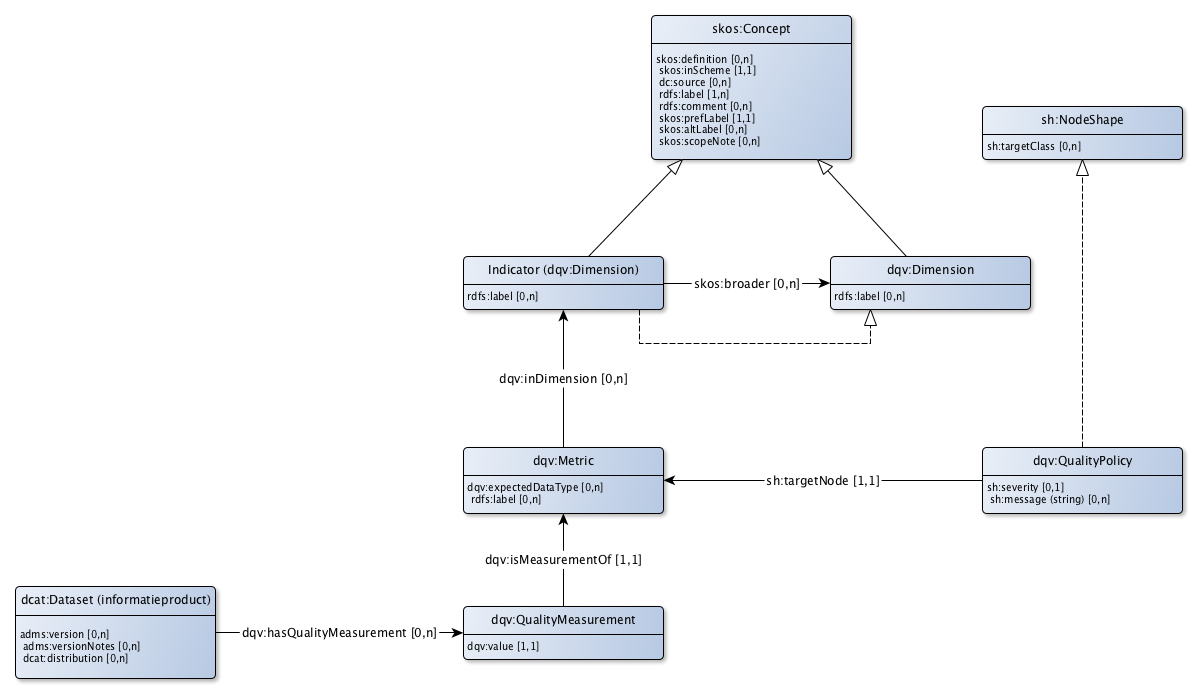 skos:Concept
skos:definition [0,n]
skos:inScheme [1,1]
dc:source [0,n]
rdfs:label [1,n]
rdfs:comment [0,n]
skos:prefLabel [1,1]
skos:altLabel [0,n]
skos:scopeNote [0,n]
sh:NodeShape
sh:targetClass [0,n]
Indicator (dqv:Dimension)
rdfs:label [0,n]
skos:broader [0,n]
dqv:Dimension
rdfs:label [0,n]
dqv:inDimension [0,n]
dqv:Metric
dqv:expectedDataType [0,n]
rdfs:label [0,n]
sh:targetNode [1,1]
dqv:QualityPolicy
sh:severity [0,1]
sh:message (string) [0,n]
dqv:isMeasurementOf [1,1]
dcat:Dataset (informatieproduct)
adms:version [0,n]
adms:versionNotes [0,n]
dcat:distribution [0,n]
dqv:hasQualityMeasurement [0,n]
dqv:QualityMeasurement
dqv:value [1,1]